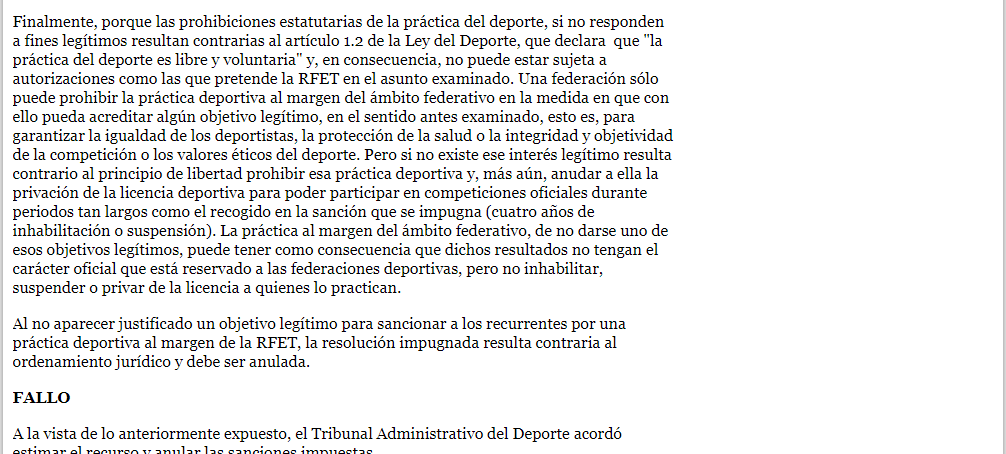 Finalmente, porque las prohibiciones estatutarias de la práctica del deporte, si no responden
a fines legítimos resultan contrarias al artículo 1.2 de la Ley del Deporte, que declara  que "la
práctica del deporte es libre y voluntaria" y, en consecuencia, no puede estar sujeta a
autorizaciones como las que pretende la RFET en el asunto examinado. Una federación sólo
puede prohibir la práctica deportiva al margen del ámbito federativo en la medida en que con
ello pueda acreditar algún objetivo legítimo, en el sentido antes examinado, esto es, para
garantizar la igualdad de los deportistas, la protección de la salud o la integridad y objetividad
de la competición o los valores éticos del deporte. Pero si no existe ese interés legítimo resulta
contrario al principio de libertad prohibir esa práctica deportiva y, más aún, anudar a ella la
privación de la licencia deportiva para poder participar en competiciones oficiales durante
periodos tan largos como el recogido en la sanción que se impugna (cuatro años de
inhabilitación o suspensión). La práctica al margen del ámbito federativo, de no darse uno de
esos objetivos legítimos, puede tener como consecuencia que dichos resultados no tengan el
carácter oficial que está reservado a las federaciones deportivas, pero no inhabilitar,
suspender o privar de la licencia a quienes lo practican.
Al no aparecer justificado un objetivo legítimo para sancionar a los recurrentes por una
práctica deportiva al margen de la RFET, la resolución impugnada resulta contraria al
ordenamiento jurídico y debe ser anulada.
FALLO
A la vista de lo anteriormente expuesto, el Tribunal Administrativo del Deporte acordó
estimar el recurso y anular las sanciones impuestas